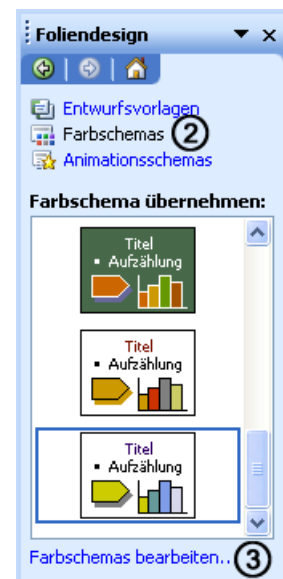 Foliendesign
Entwurfsvorlagen
Farbschemas ②
Animationsschemas
Farbschema übernehmen:
Titel
▪ Aufzählung
Titel
▪ Aufzählung
Titel
▪ Aufzählung
Farbschemas bearbeiten.. ③